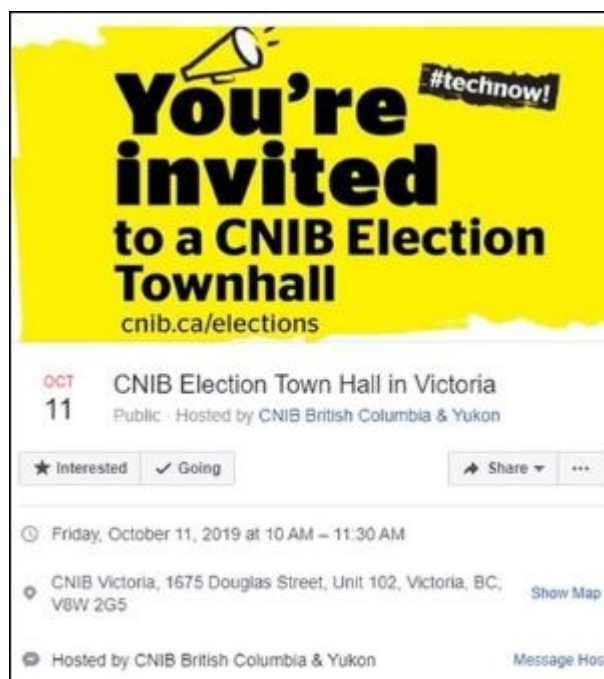 #technow!
You're
invited
to a CNIB Election
Townhall
cnib.ca/elections
OCT
11
CNIB Election Town Hall in Victoria
Public · Hosted by CNIB British Columbia & Yukon
Interested
Going
Share
Friday, October 11, 2019 at 10 AM – 11:30 AM
CNIB Victoria, 1675 Douglas Street, Unit 102, Victoria, BC,
V8W 2G5
Show Map
Hosted by CNIB British Columbia & Yukon
Message Hos